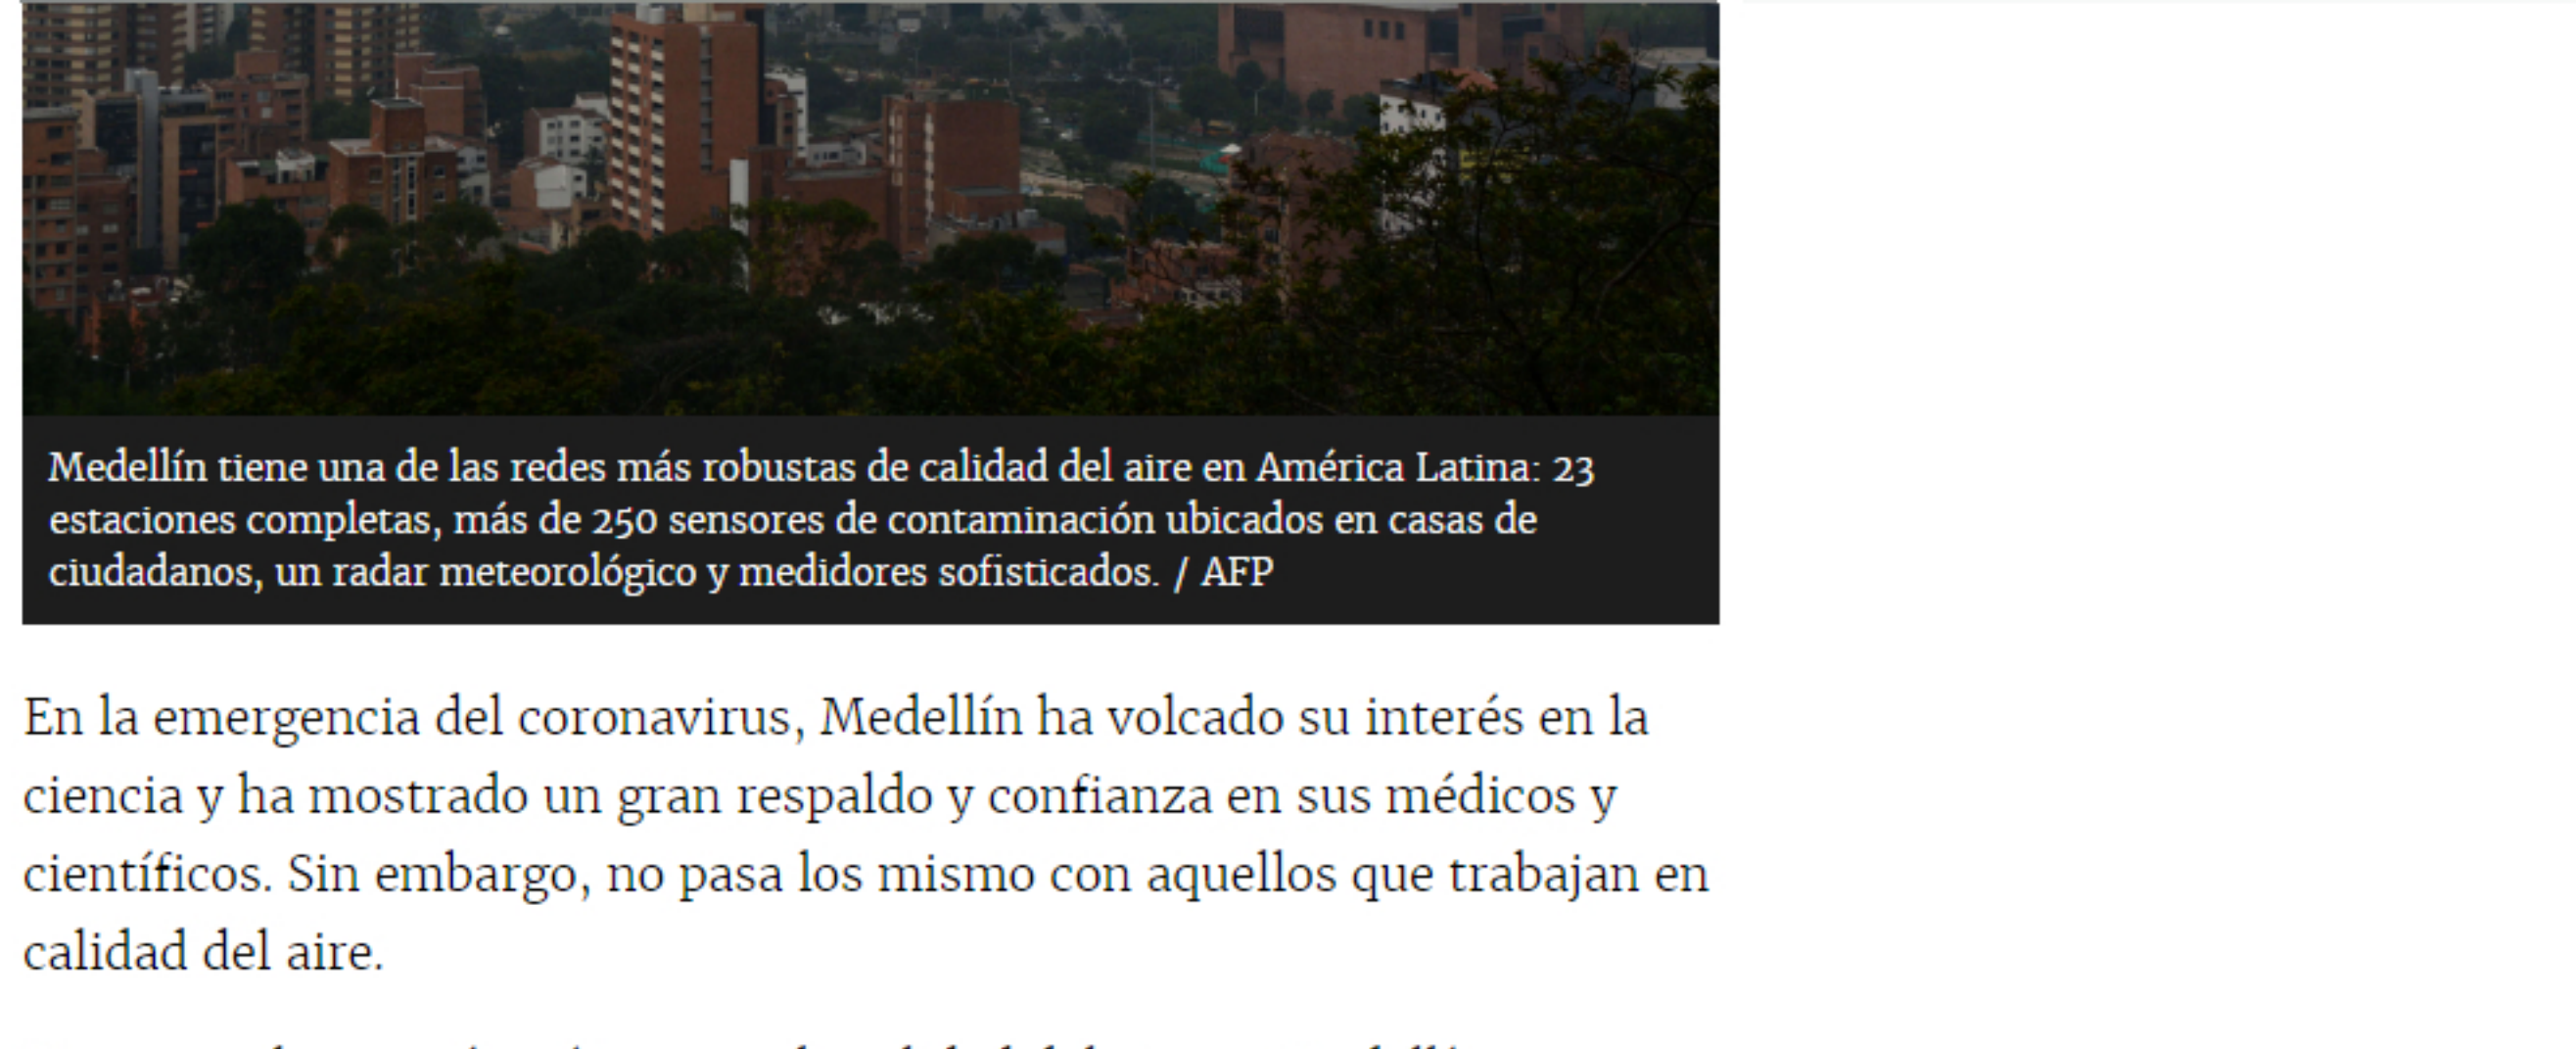 Medellín tiene una de las redes más robustas de calidad del aire en América Latina: 23
estaciones completas, más de 250 sensores de contaminación ubicados en casas de
ciudadanos, un radar meteorológico y medidores sofisticados. / AFP
En la emergencia del coronavirus, Medellín ha volcado su interés en la
ciencia y ha mostrado un gran respaldo y confianza en sus médicos y
científicos. Sin embargo, no pasa los mismo con aquellos que trabajan en
calidad del aire.